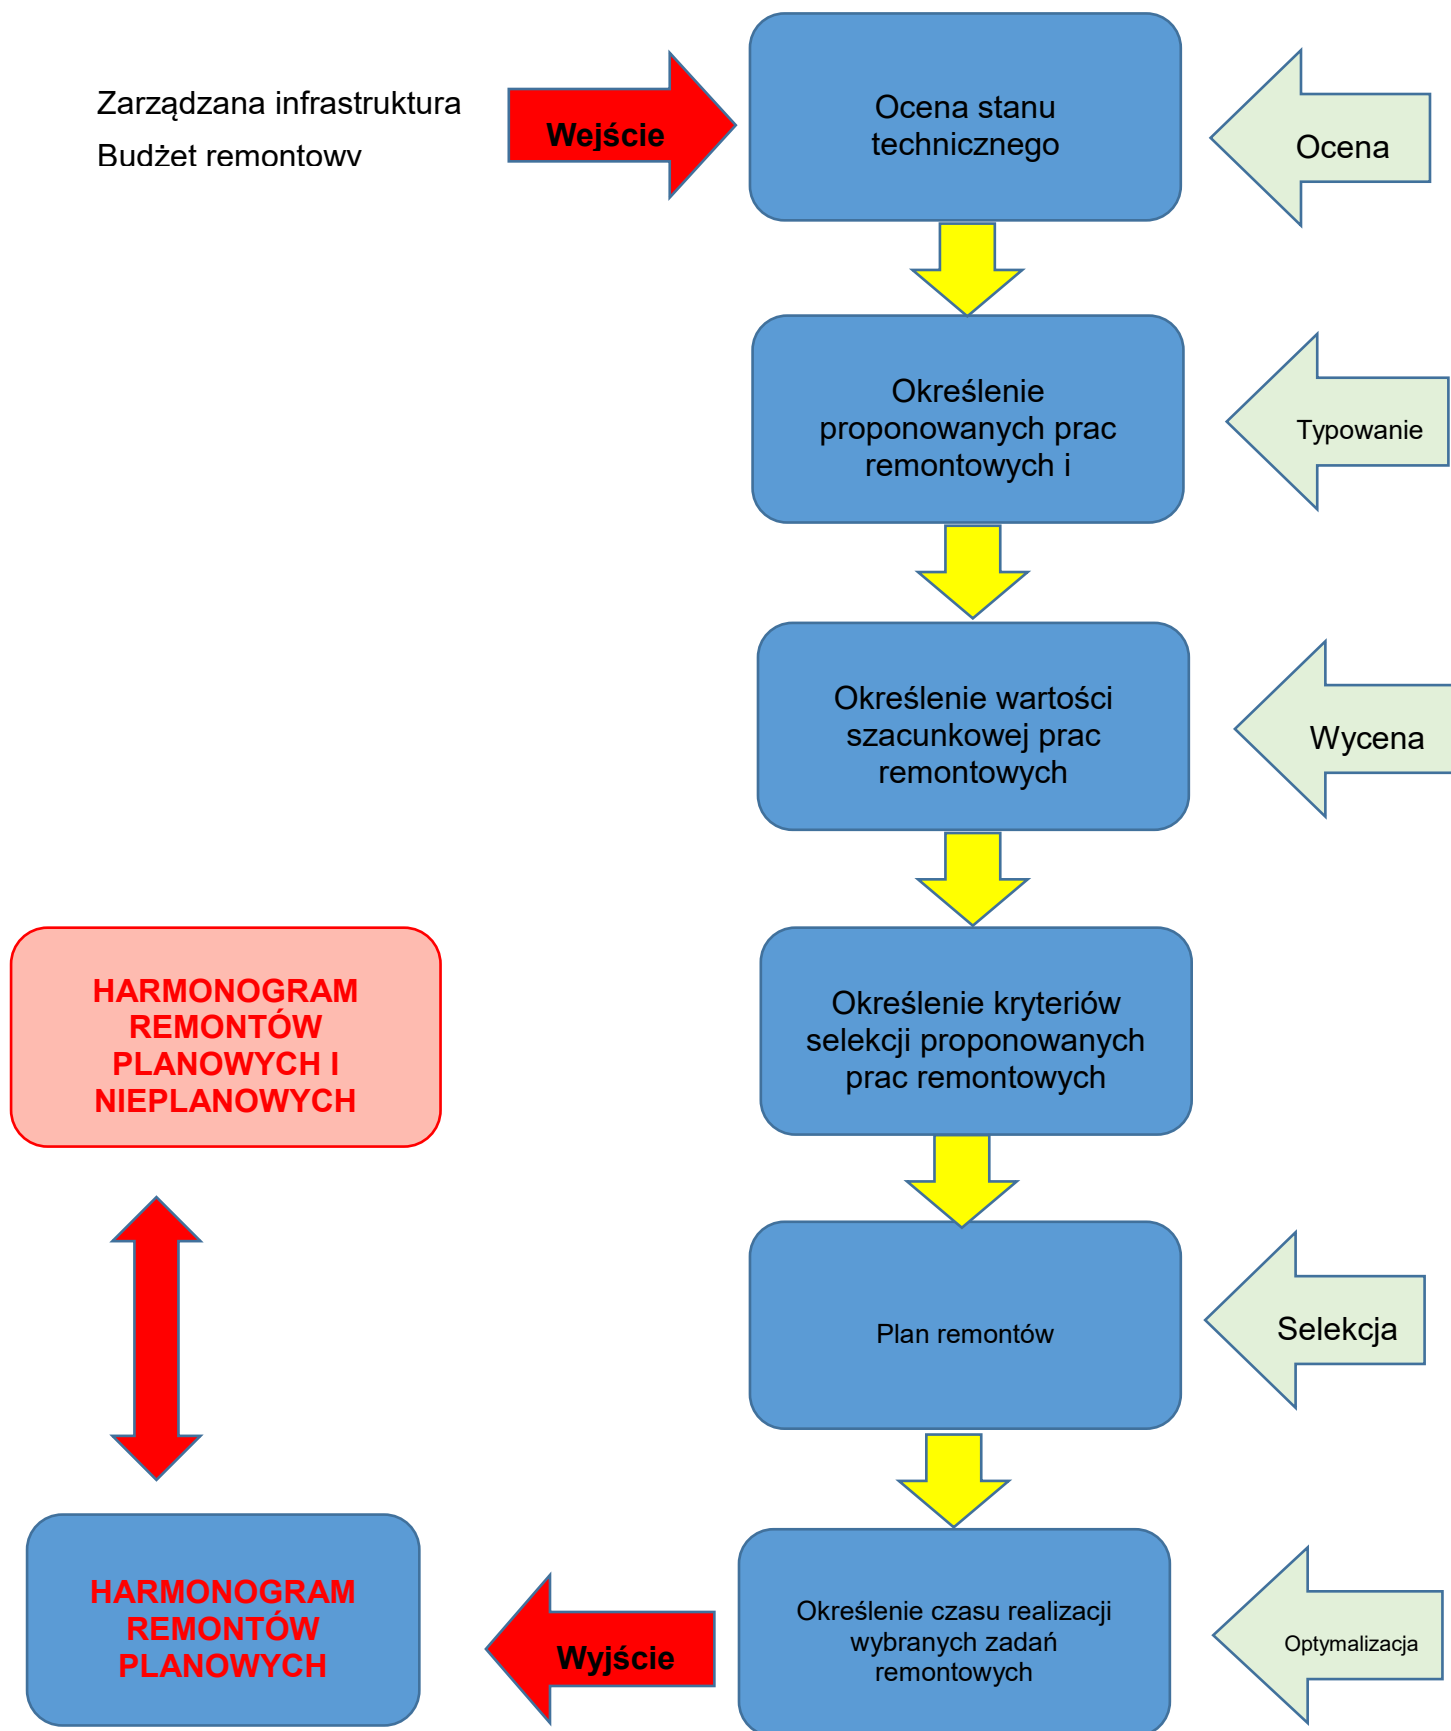 Zarządzana infrastruktura
Budżet remontowy
Wejście
Ocena stanu
technicznego
Ocena
Określenie
proponowanych prac
remontowych i
Typowanie
Określenie wartości
szacunkowej prac
remontowych
Wycena
HARMONOGRAM
REMONTÓW
PLANOWYCH I
NIEPLANOWYCH
Określenie kryteriów
selekcji proponowanych
prac remontowych
Plan remontów
Selekcja
HARMONOGRAM
REMONTÓW
PLANOWYCH
Wyjście
Określenie czasu realizacji
wybranych zadań
remontowych
Optymalizacja